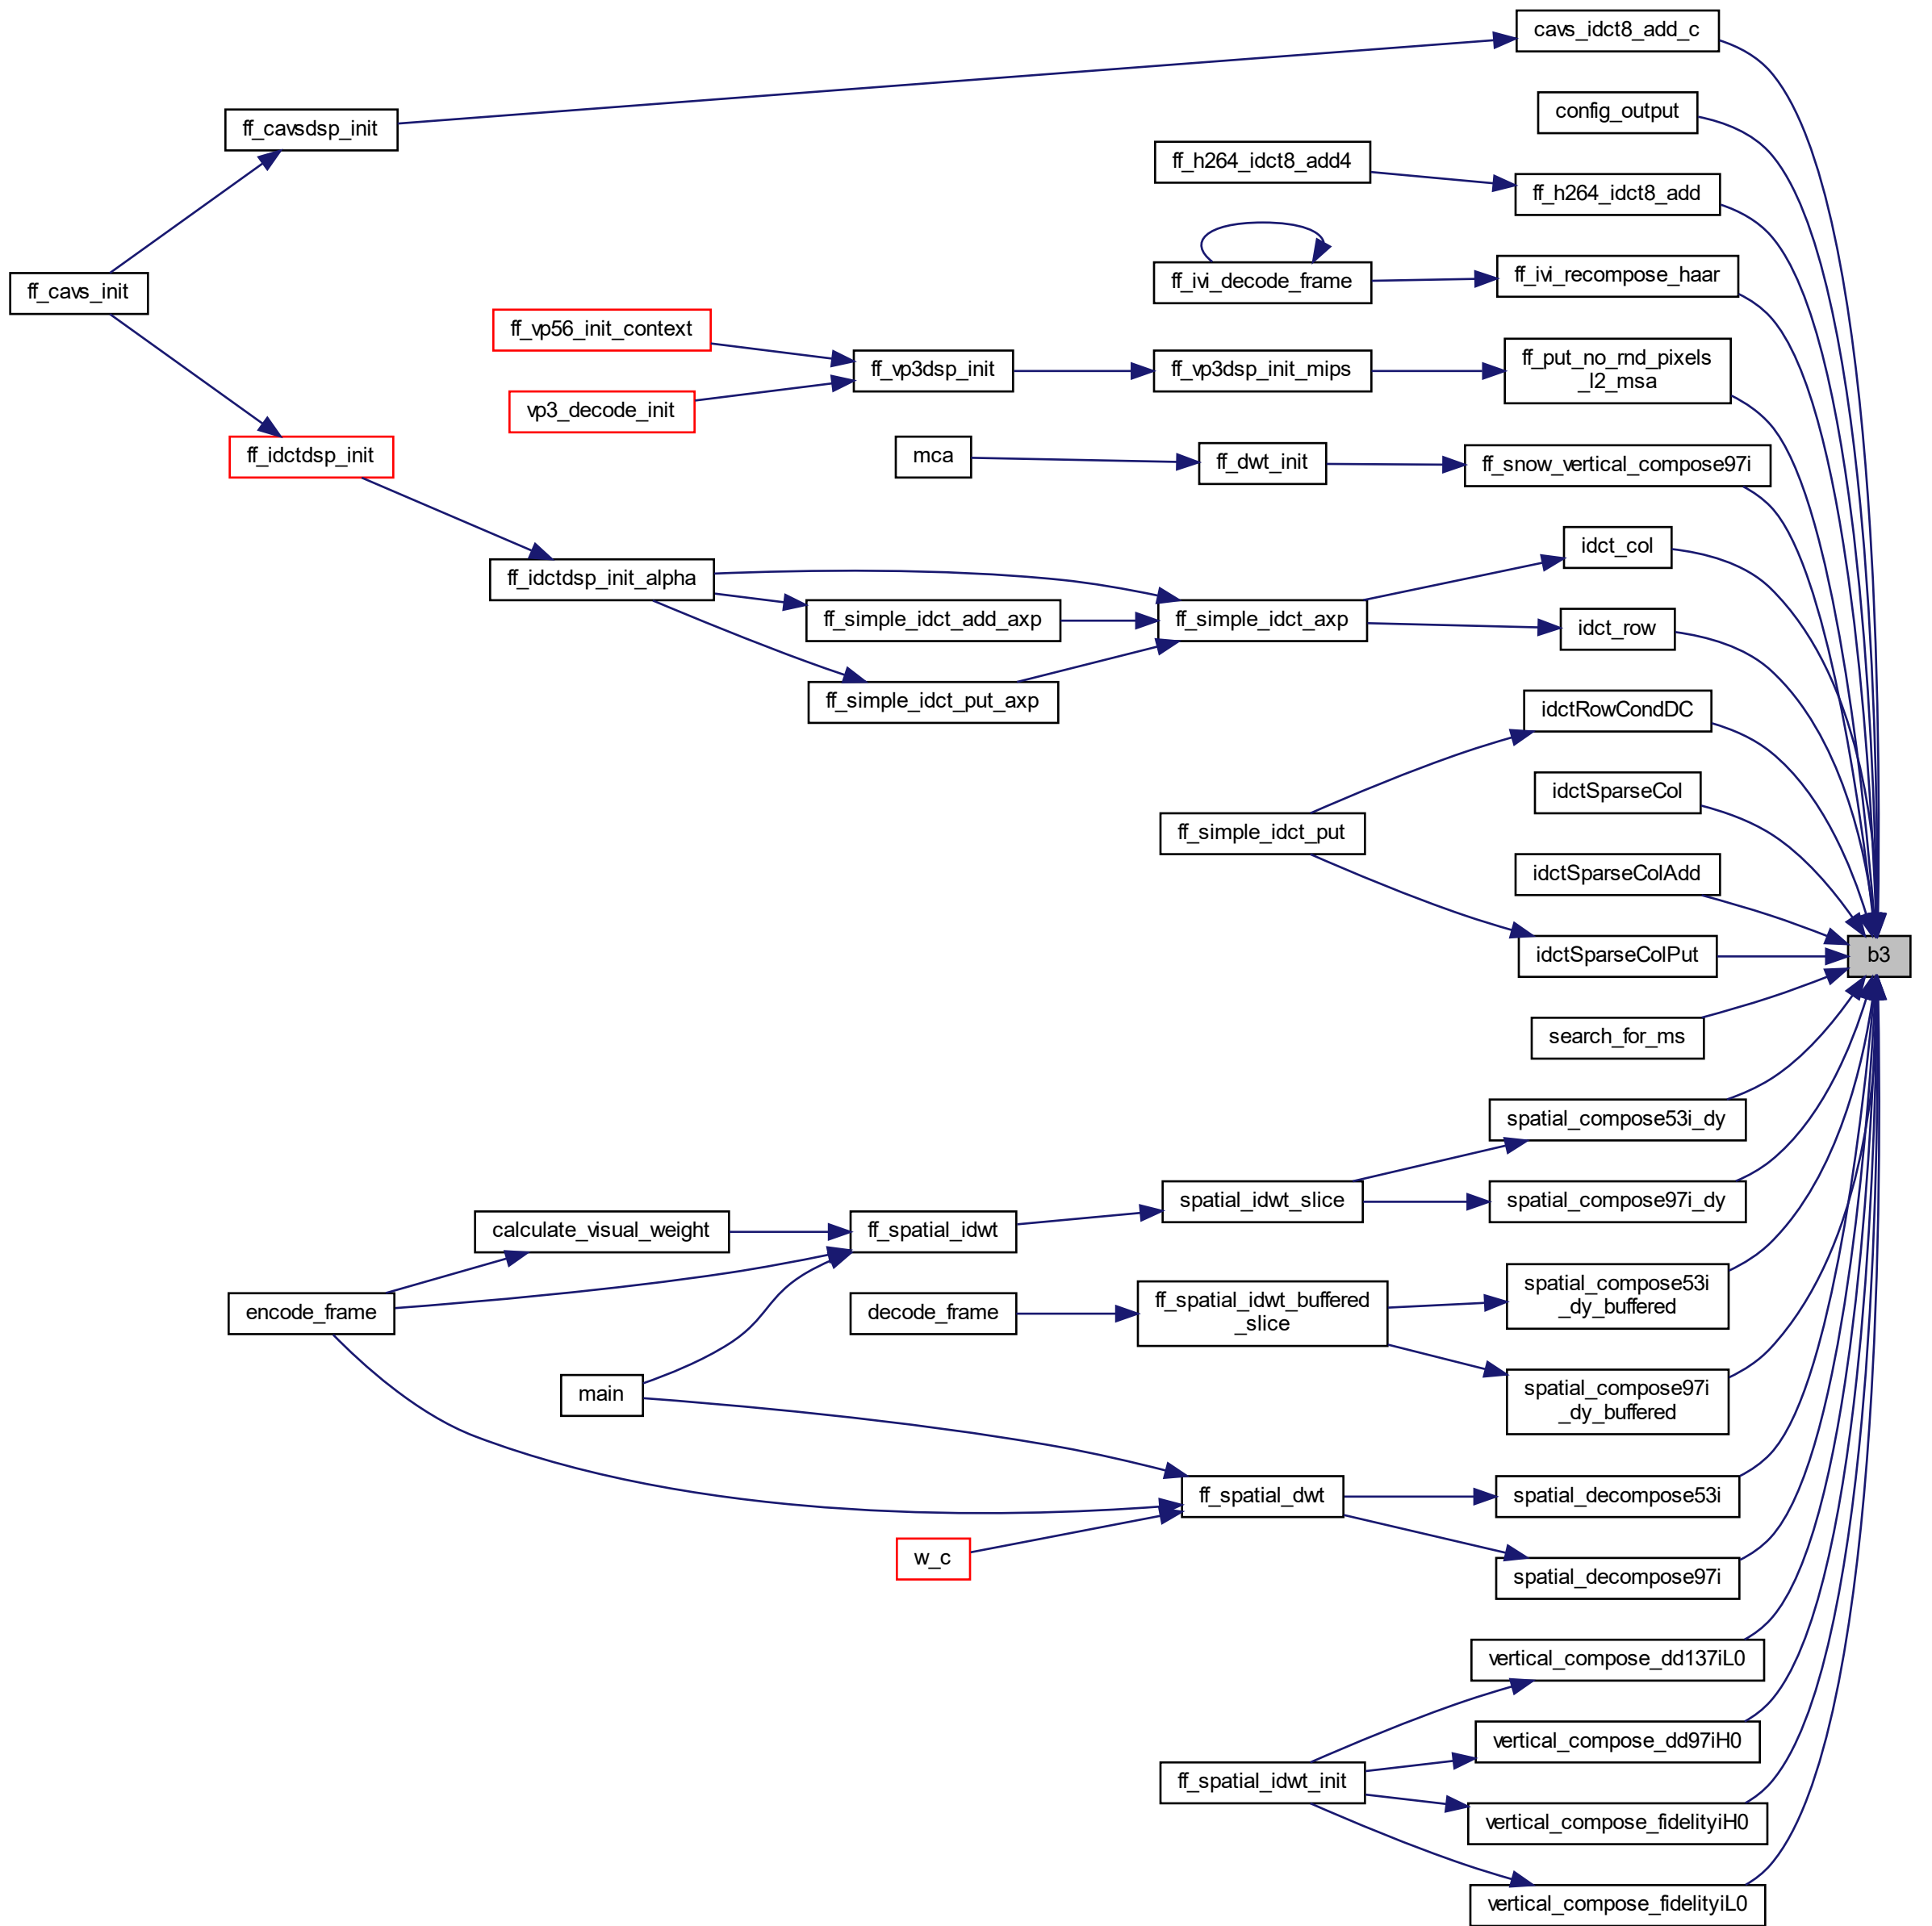 cavs_idct8_add_c
config_output
ff_cavsdsp_init
ff_h264_idct8_add4
ff_h264_idct8_add
ff_cavs_init
ff_ivi_decode_frame
ff_ivi_recompose_haar
ff_vp56_init_context
ff_vp3dsp_init
ff_vp3dsp_init_mips
ff_put_no_rnd_pixels
_l2_msa
vp3_decode_init
ff_idctdsp_init
mca
ff_dwt_init
ff_snow_vertical_compose97i
idct_col
ff_idctdsp_init_alpha
ff_simple_idct_add_axp
ff_simple_idct_axp
idct_row
ff_simple_idct_put_axp
idctRowCondDC
idctSparseCol
ff_simple_idct_put
idctSparseColAdd
idctSparseColPut
b3
search_for_ms
spatial_compose53i_dy
spatial_idwt_slice
spatial_compose97i_dy
calculate_visual_weight
ff_spatial_idwt
encode_frame
decode_frame
ff_spatial_idwt_buffered
_slice
spatial_compose53i
_dy_buffered
main
spatial_compose97i
_dy_buffered
ff_spatial_dwt
spatial_decompose53i
w_c
spatial_decompose97i
vertical_compose_dd137iL0
vertical_compose_dd97iH0
ff_spatial_idwt_init
vertical_compose_fidelityiH0
vertical_compose_fidelityiL0